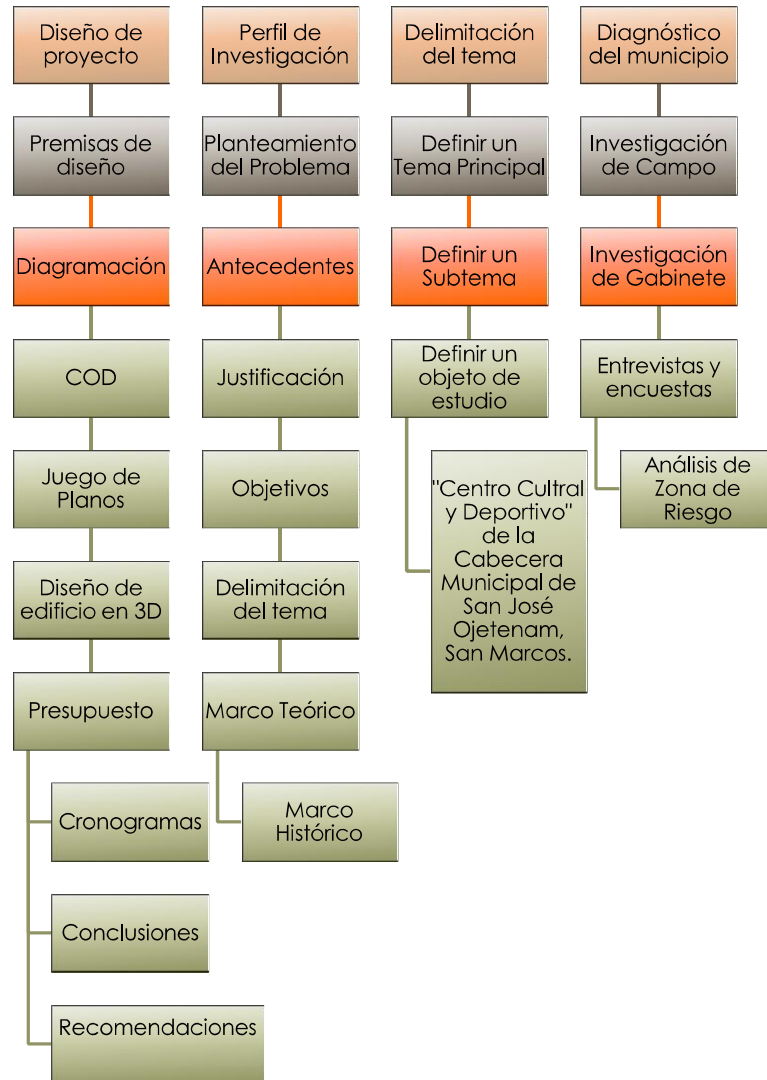 Diseño de
proyecto
Premisas de
diseño
Diagramación
COD
Juego de
Planos
Diseño de
edificio en 3D
Presupuesto
Cronogramas
Conclusiones
Recomendaciones
Perfil de
Investigación
Planteamiento
del Problema
Antecedentes
Justificación
Objetivos
Delimitación
del tema
Marco Teórico
Marco
Histórico
Delimitación
del tema
Definir un
Tema Principal
Definir un
Subtema
Definir un
objeto de
estudio
"Centro Cultral
y Deportivo"
de la
Cabecera
Municipal de
San José
Ojetenam,
San Marcos.
Diagnóstico
del municipio
Investigación
de Campo
Investigación
de Gabinete
Entrevistas y
encuestas
Análisis de
Zona de
Riesgo